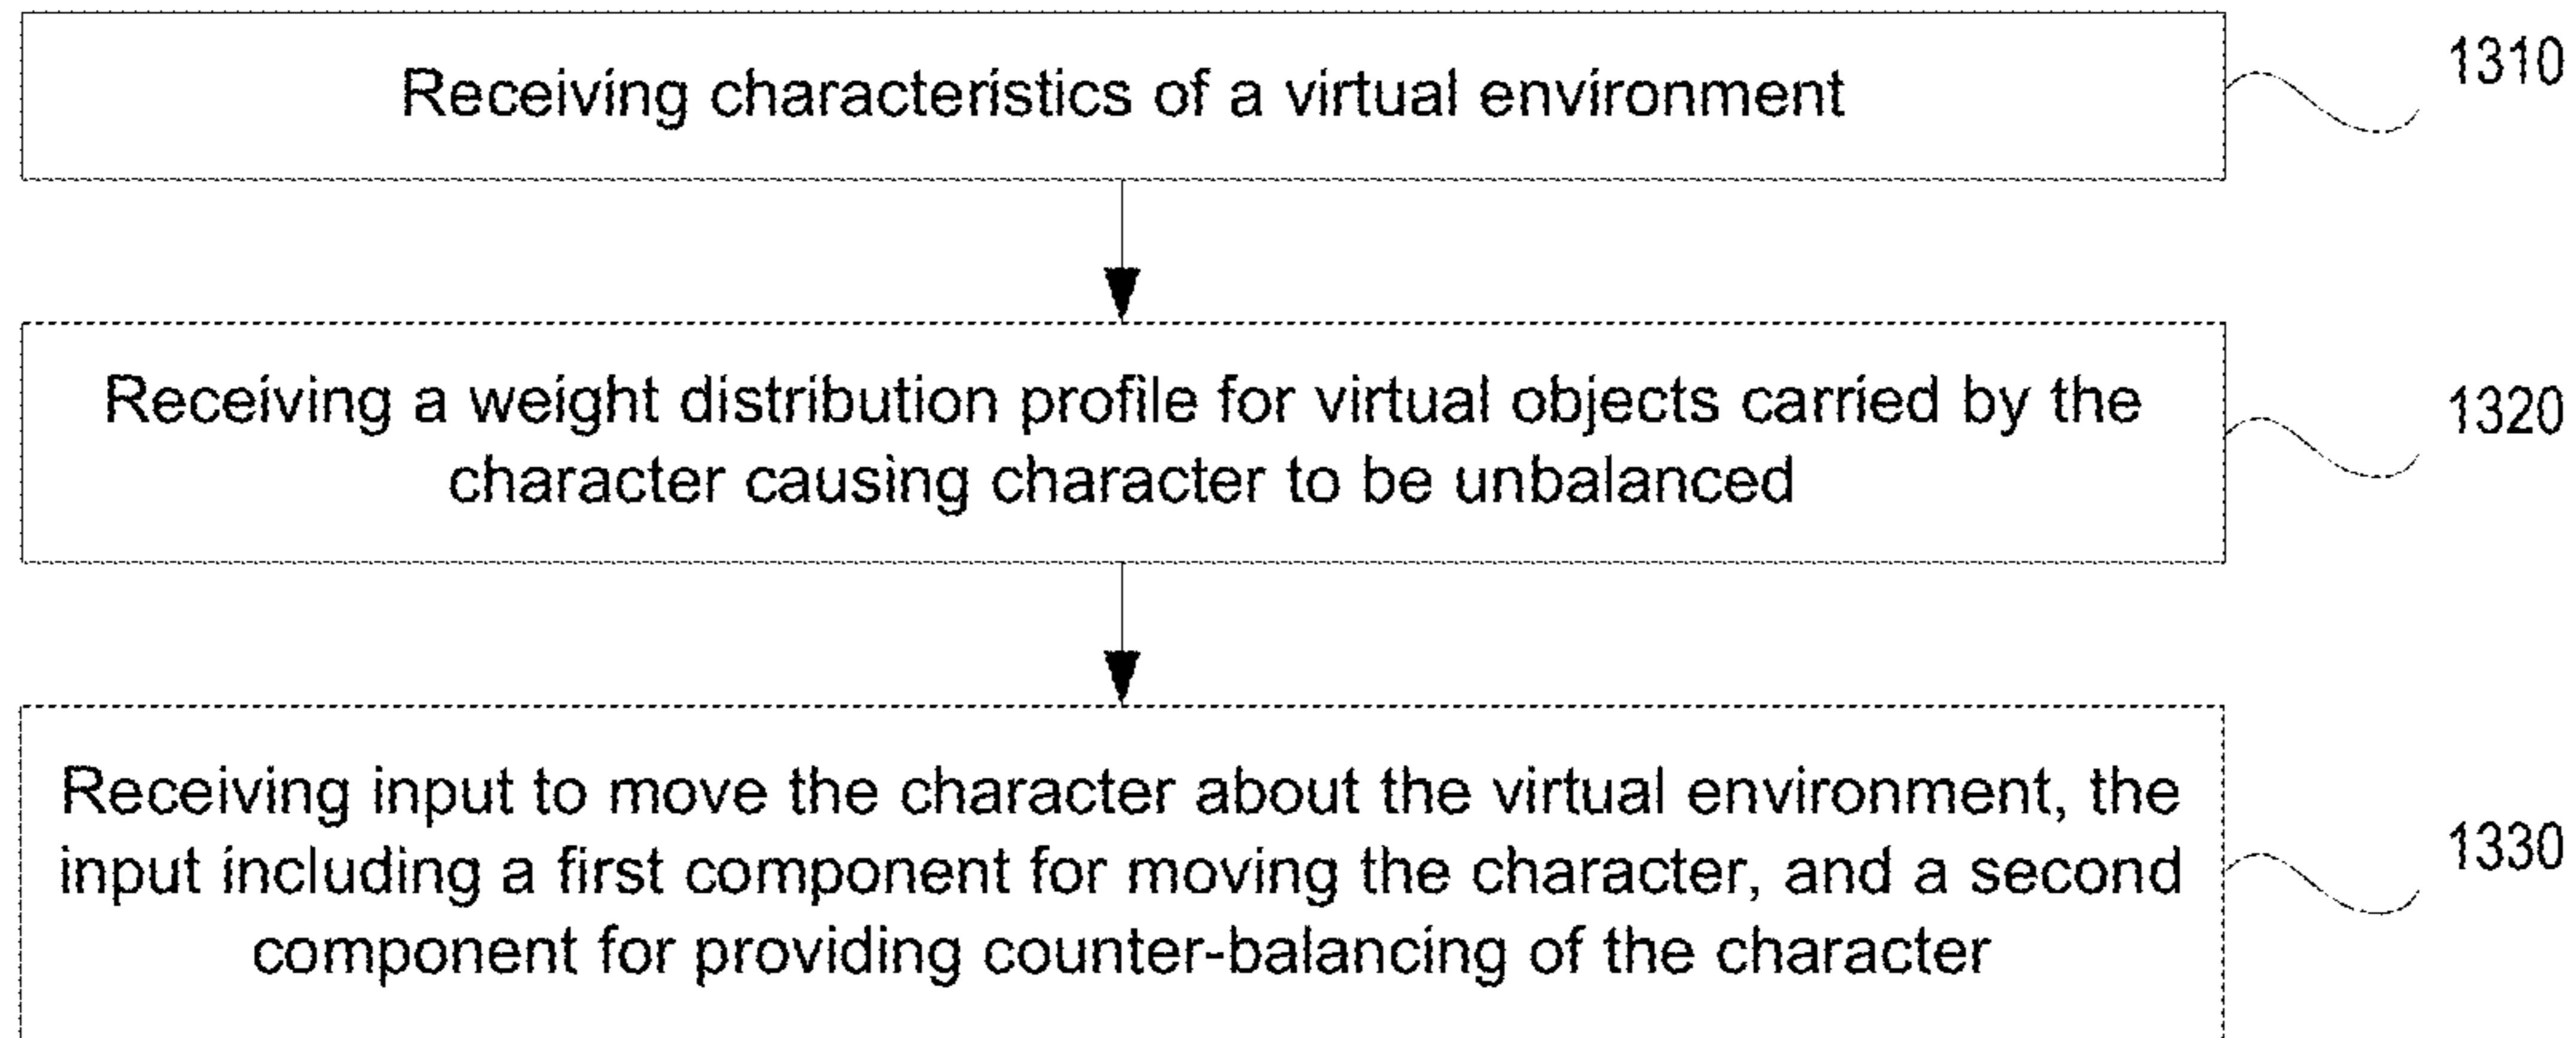 Receiving characteristics of a virtual environment
1310
Receiving a weight distribution profile for virtual objects carried by the
character causing character to be unbalanced
1320
Receiving input to move the character about the virtual environment, the
input including a first component for moving the character, and a second
component for providing counter-balancing of the character
1330